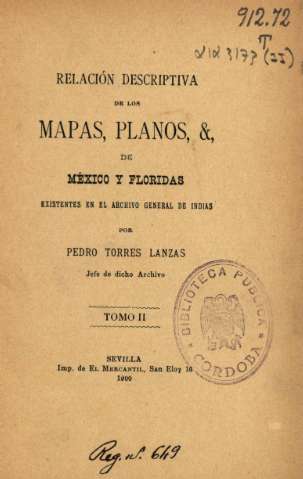 912.72
T
(II)
RELACIÓN DESCRIPTIVA
DE LOS
MAPAS, PLANOS, &,
DE
MÉXICO Y FLORIDAS
EXISTENTES EN EL ARCHIVO GENERAL DE INDIAS
POR
PEDRO TORRES LANZAS
Jefe de dicho Archivo
TOMO II
BIBLIOTECA PUBLICA
CORDOBA
SEVILLA
Imp. de EL MERCANTIL, San Eloy 16
1900
Reg. n.º 649